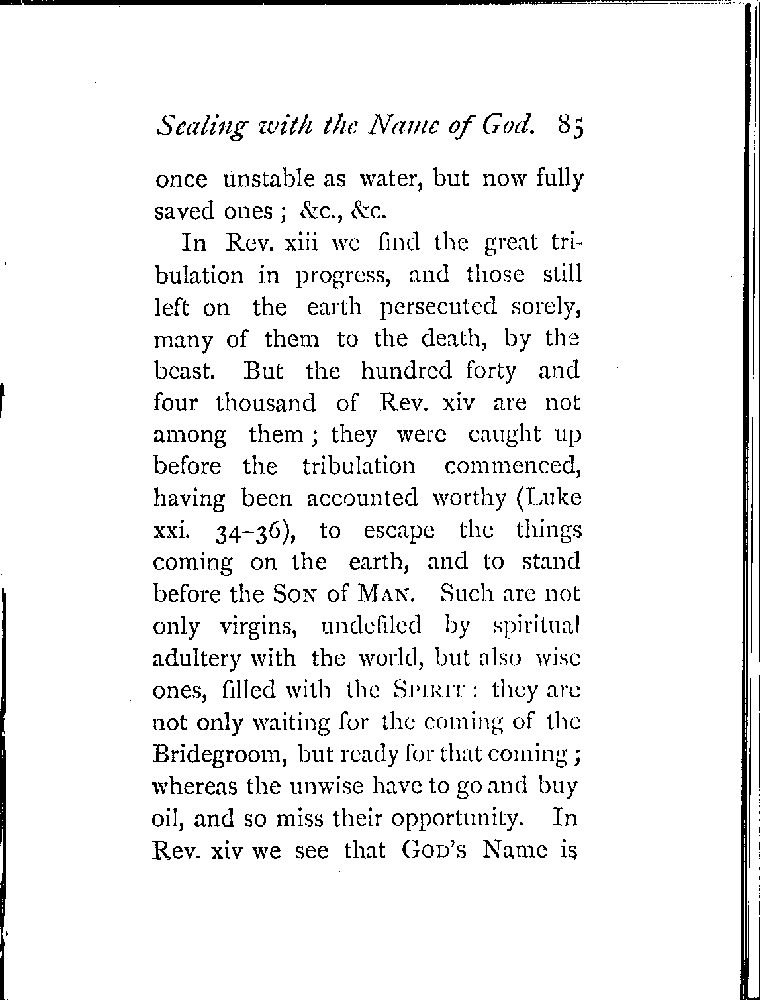 Sealing with the Name of God. 85
once unstable as water, but now fully
saved ones ; &c., &c.
In Rev. xiii we find the great tri-
bulation in progress, and those still
left on the earth persecuted sorely,
many of them to the death, by the
beast. But the hundred forty and
four thousand of Rev. xiv are not
among them ; they were caught up
before the tribulation commenced,
having been accounted worthy (Luke
xxi. 34–36), to escape the things
coming on the earth, and to stand
before the SON of MAN. Such are not
only virgins, undefiled by spiritual
adultery with the world, but also wise
ones, filled with the SPIRIT : they are
not only waiting for the coming of the
Bridegroom, but ready for that coming ;
whereas the unwise have to go and buy
oil, and so miss their opportunity. In
Rev. xiv we see that GOD'S Name is